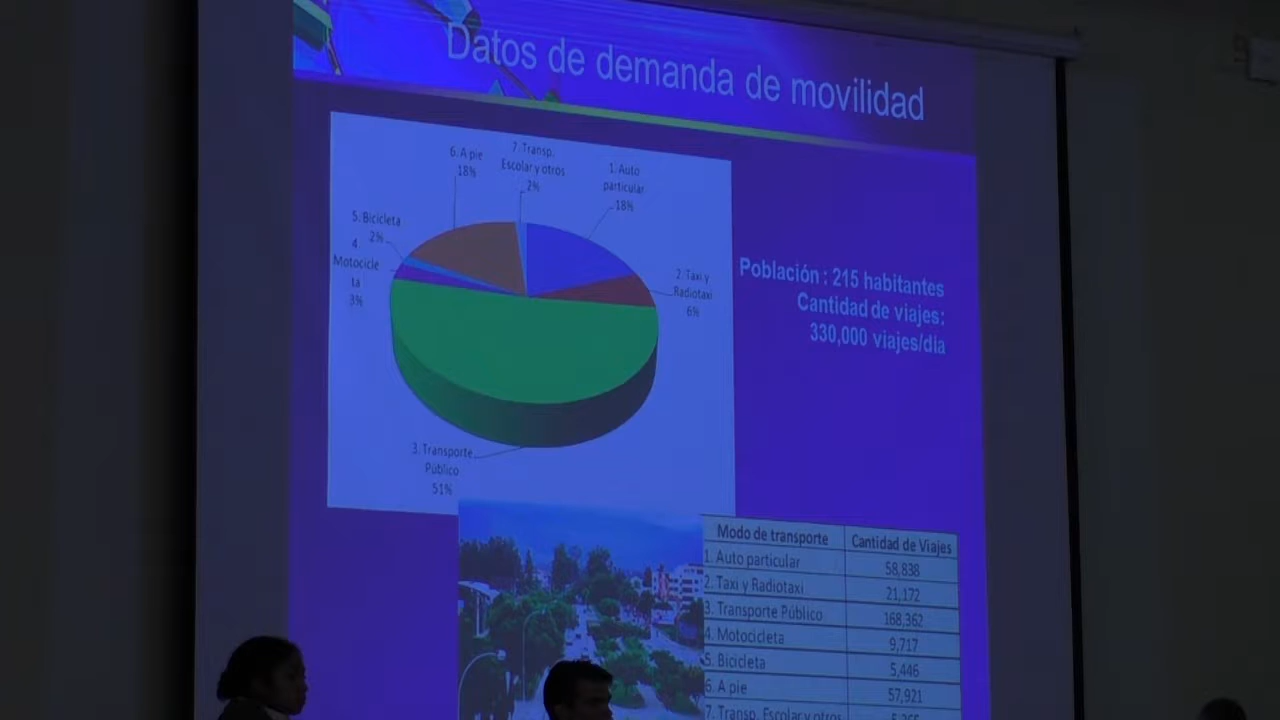 Datos de demanda de movilidad
6. A pie
18%
7. Transp.
Escolar y otros
2%
1. Auto
particular
18%
5. Bicicleta
2%
4.
Motocicle
ta
3%
2. Taxi y
Radiotaxi
6%
3. Transporte
Público
51%
Población : 215 habitantes
Cantidad de viajes:
330,000 viajes/dia
Modo de transporte Cantidad de Viajes
1. Auto particular 58,838
2. Taxi y Radiotaxi 21,172
3. Transporte Público 168,362
4. Motocicleta 9,717
5. Bicicleta 5,446
6. A pie 57,921
7. Transp. Escolar y otros